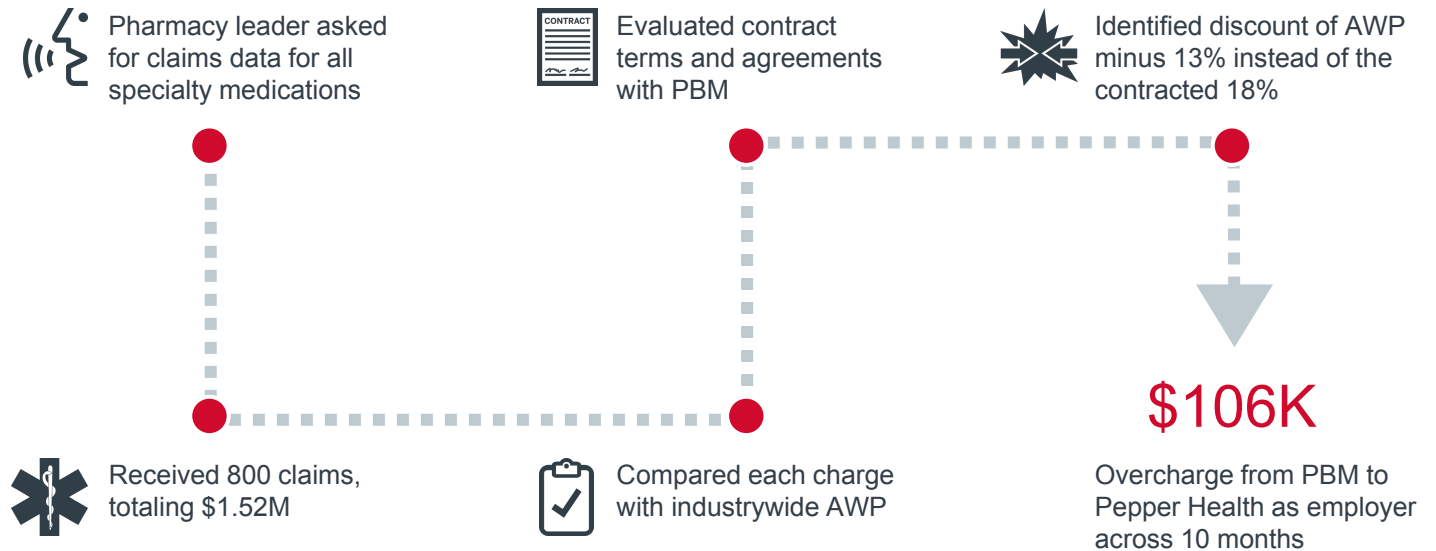 Pharmacy leader asked
for claims data for all
specialty medications
Received 800 claims,
totaling $1.52M
Compared each charge
with industrywide AWP
CONTRACT
Evaluated contract
terms and agreements
with PBM
Identified discount of AWP
minus 13% instead of the
contracted 18%
$106K
Overcharge from PBM to
Pepper Health as employer
across 10 months